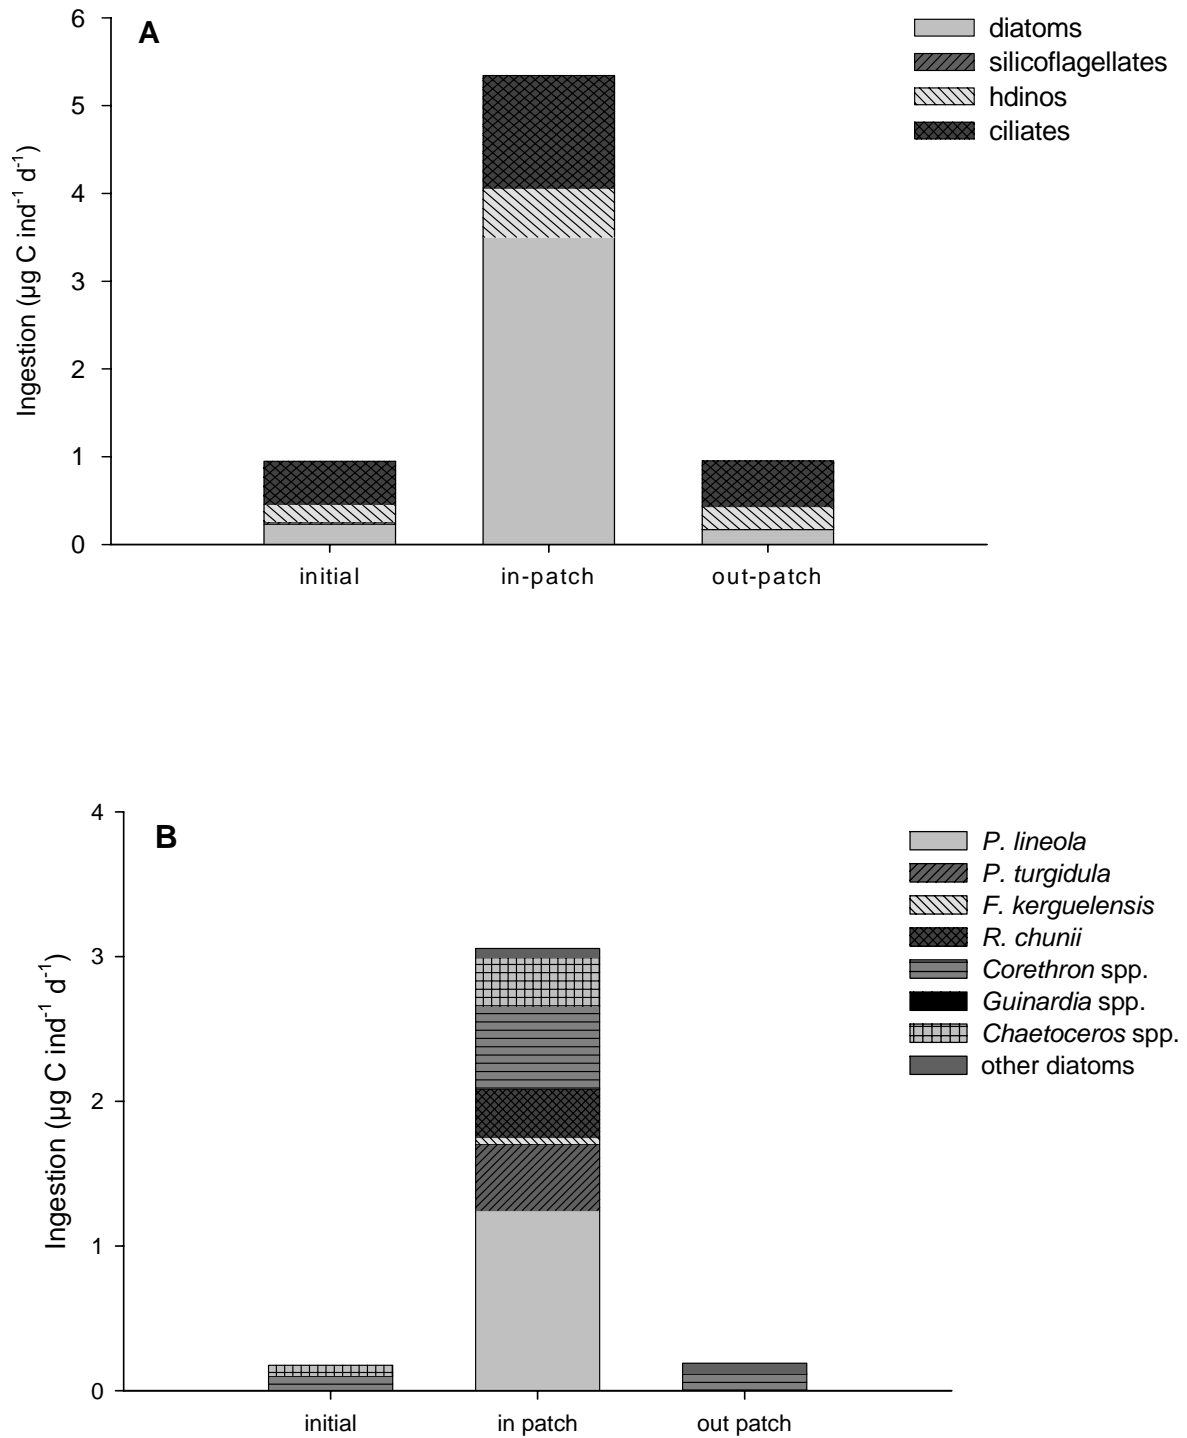 A
diatoms
silicoflagellates
hdinos
ciliates
Ingestion (µg C ind⁻¹ d⁻¹)
6
5
4
3
2
1
0
initial in-patch out-patch
B
P. lineola
P. turgidula
F. kerguelensis
R. chunii
Corethron spp.
Guinardia spp.
Chaetoceros spp.
other diatoms
Ingestion (µg C ind⁻¹ d⁻¹)
4
3
2
1
0
initial in patch out patch